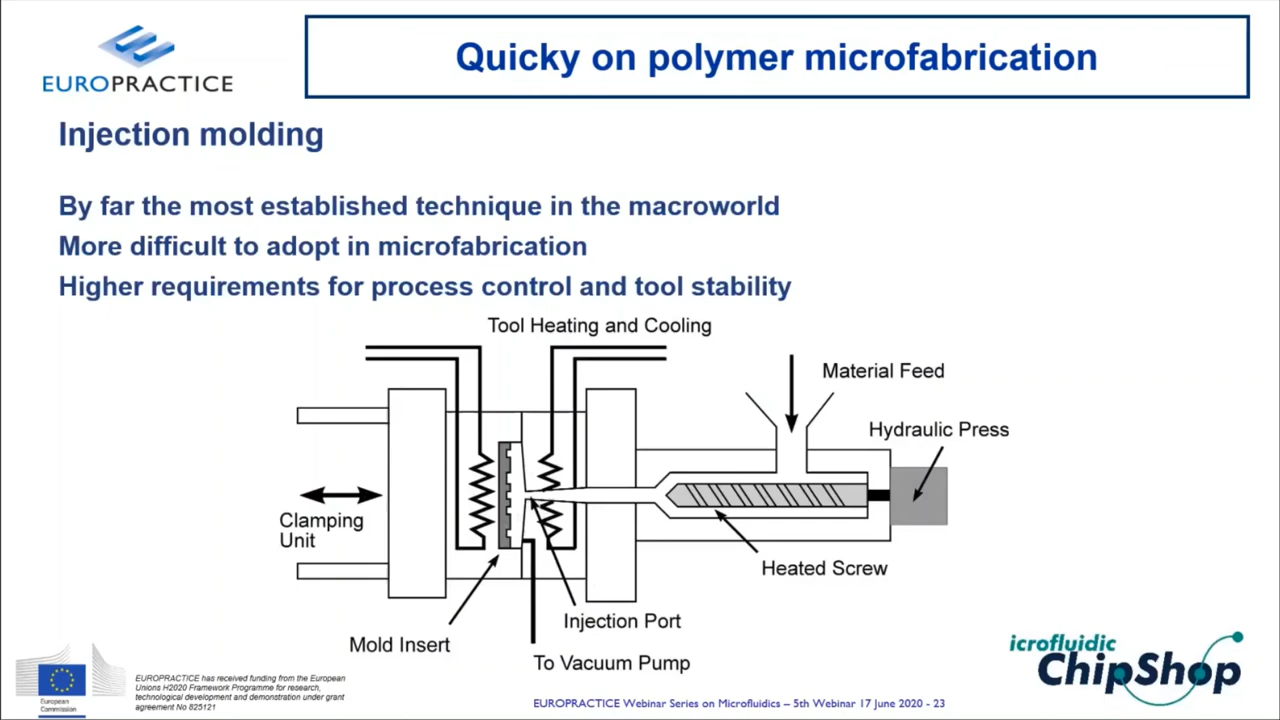 EUROPRACTICE
Quicky on polymer microfabrication
Injection molding
By far the most established technique in the macroworld
More difficult to adopt in microfabrication
Higher requirements for process control and tool stability
Tool Heating and Cooling
Material Feed
Hydraulic Press
Clamping
Unit
Heated Screw
Injection Port
Mold Insert
To Vacuum Pump
European
Commission
EUROPRACTICE has received funding from the European
Unions H2020 Framework Programme for research,
technological development and demonstration under grant
agreement No 825121
icrofluidic
ChipShop
EUROPRACTICE Webinar Series on Microfluidics – 5th Webinar 17 June 2020 - 23